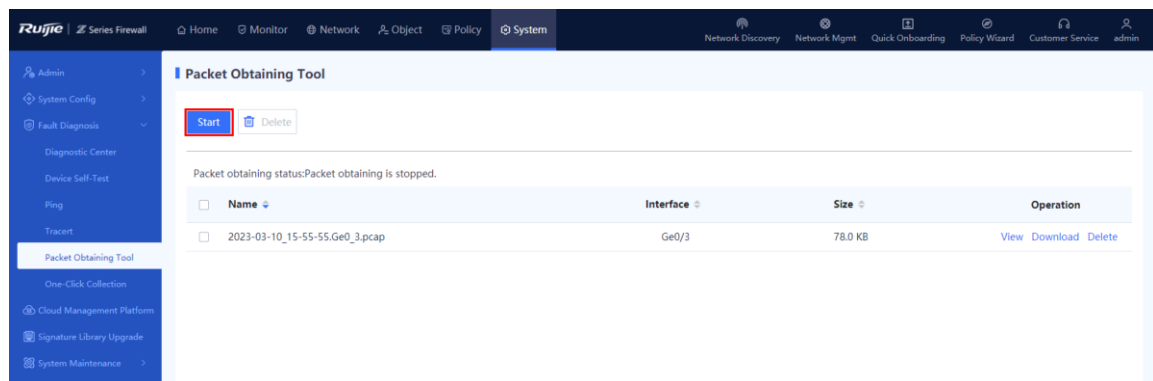 Ruijie | Z Series Firewall Home Monitor Network Object Policy System Network Discovery Network Mgmt Quick Onboarding Policy Wizard Customer Service admin
Admin
System Config
Fault Diagnosis
Diagnostic Center
Device Self-Test
Ping
Tracert
Packet Obtaining Tool
One-Click Collection
Cloud Management Platform
Signature Library Upgrade
System Maintenance
Packet Obtaining Tool
Start Delete
Packet obtaining status:Packet obtaining is stopped.
Name Interface Size Operation
2023-03-10_15-55-55.Ge0_3.pcap Ge0/3 78.0 KB View Download Delete